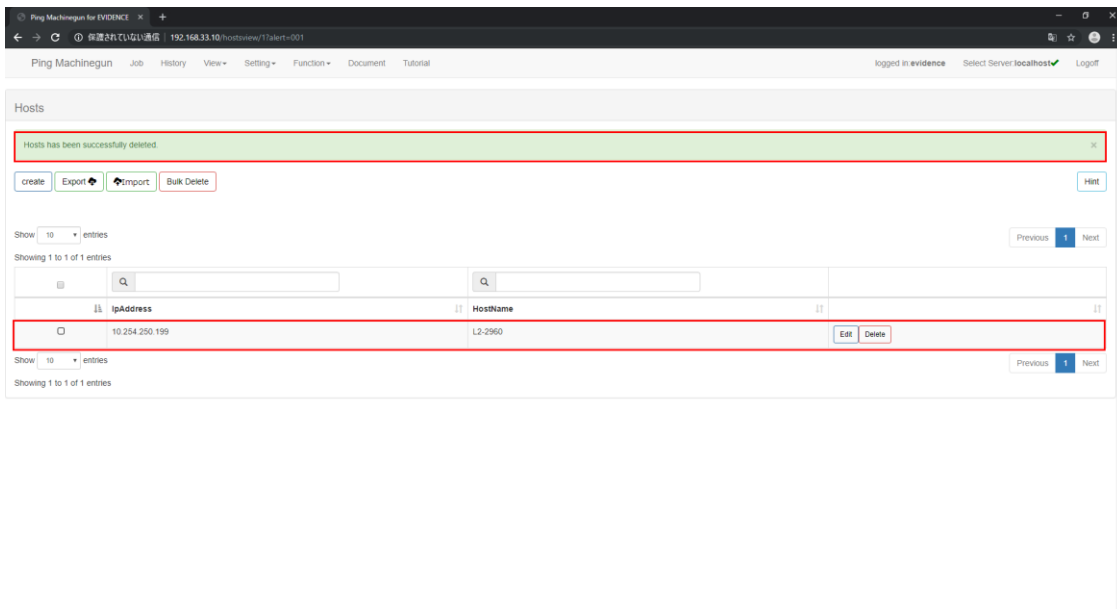 Ping Machinegun for EVIDENCE × +
保護されていない通信 | 192.168.33.10/hostsview/1?alert=001
Ping Machinegun Job History View Setting Function Document Tutorial logged in:evidence Select Server:localhost Logoff
Hosts
Hosts has been successfully deleted. ×
create Export Import Bulk Delete Hint
Show 10 entries Previous 1 Next
Showing 1 to 1 of 1 entries
IpAddress HostName
10.254.250.199 L2-2960 Edit Delete
Show 10 entries Previous 1 Next
Showing 1 to 1 of 1 entries